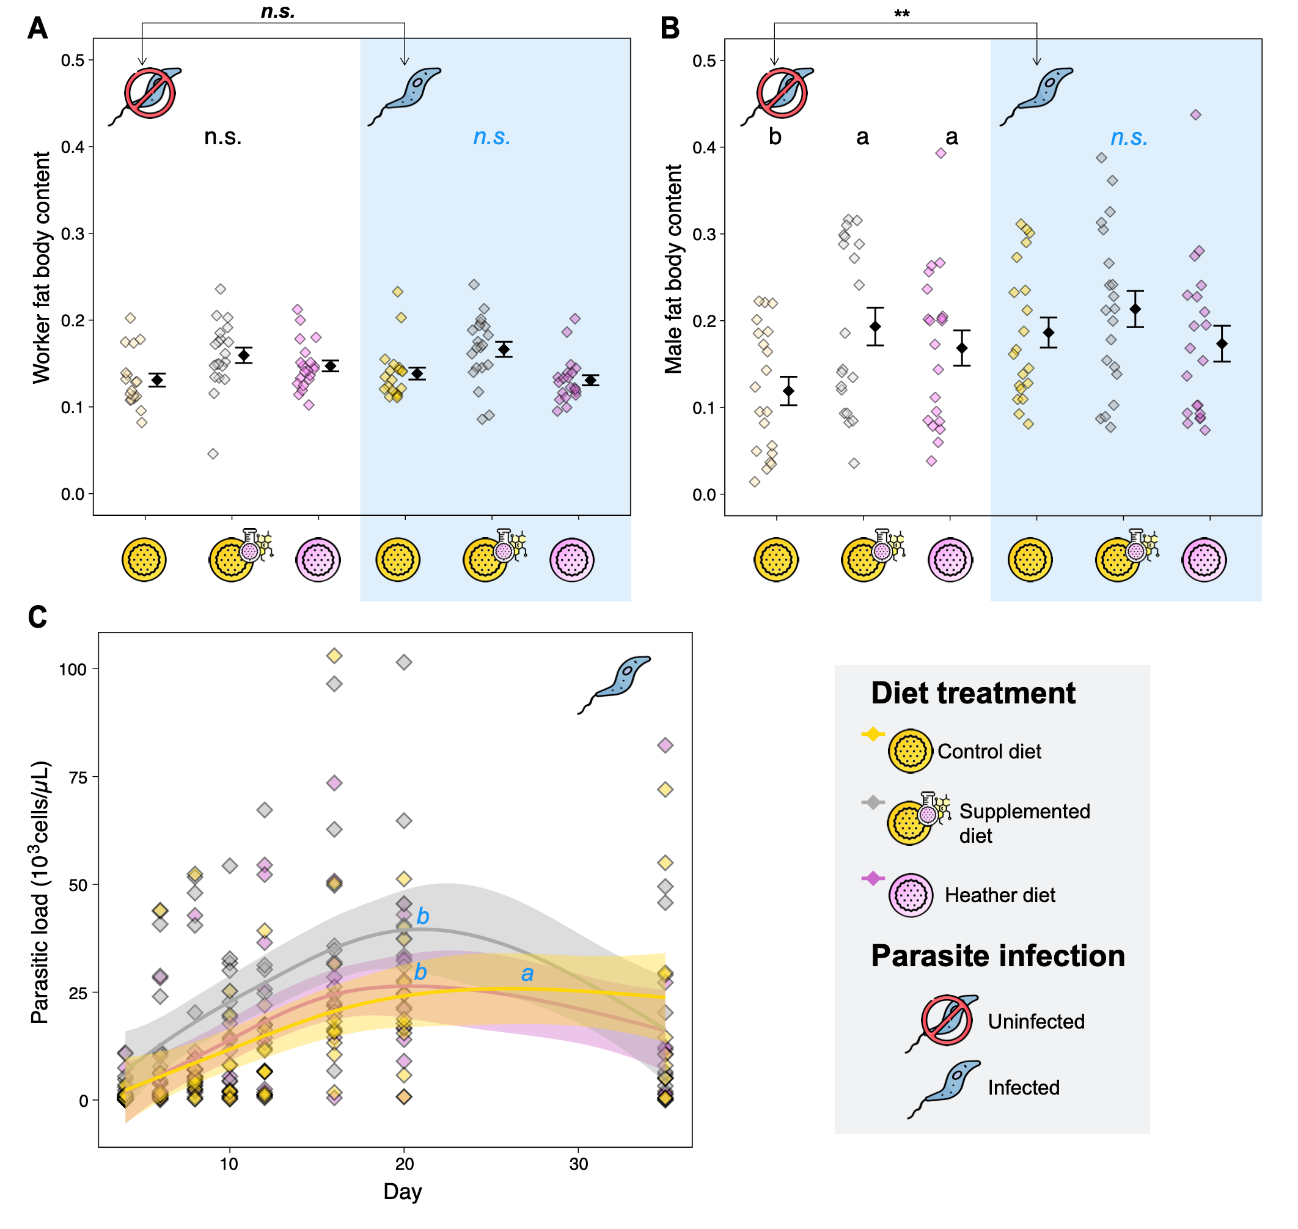 A
n.s.
Worker fat body content
0.5
0.4
0.3
0.2
0.1
0.0
n.s.
n.s.
B
**
Male fat body content
0.5
0.4
0.3
0.2
0.1
0.0
b a a
n.s.
C
Parasitic load (10³cells/µL)
100
75
50
25
0
b
b
a
10 20 30
Day
Diet treatment
Control diet
Supplemented
diet
Heather diet
Parasite infection
Uninfected
Infected